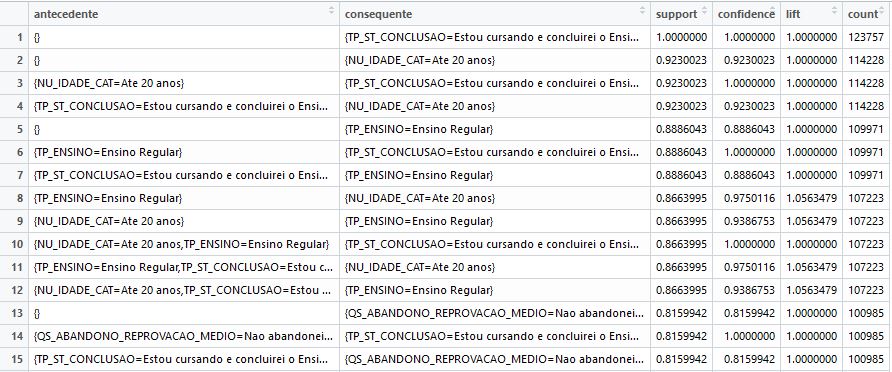 antecedente consequente support confidence lift count
1 {} {TP_ST_CONCLUSAO=Estou cursando e concluirei o Ensi... 1.0000000 1.0000000 1.0000000 123757
2 {} {NU_IDADE_CAT=Ate 20 anos} 0.9230023 0.9230023 1.0000000 114228
3 {NU_IDADE_CAT=Ate 20 anos} {TP_ST_CONCLUSAO=Estou cursando e concluirei o Ensi... 0.9230023 1.0000000 1.0000000 114228
4 {TP_ST_CONCLUSAO=Estou cursando e concluirei o Ensi... {NU_IDADE_CAT=Ate 20 anos} 0.9230023 0.9230023 1.0000000 114228
5 {} {TP_ENSINO=Ensino Regular} 0.8886043 0.8886043 1.0000000 109971
6 {TP_ENSINO=Ensino Regular} {TP_ST_CONCLUSAO=Estou cursando e concluirei o Ensi... 0.8886043 1.0000000 1.0000000 109971
7 {TP_ST_CONCLUSAO=Estou cursando e concluirei o Ensi... {TP_ENSINO=Ensino Regular} 0.8886043 0.8886043 1.0000000 109971
8 {TP_ENSINO=Ensino Regular} {NU_IDADE_CAT=Ate 20 anos} 0.8663995 0.9750116 1.0563479 107223
9 {NU_IDADE_CAT=Ate 20 anos} {TP_ENSINO=Ensino Regular} 0.8663995 0.9386753 1.0563479 107223
10 {NU_IDADE_CAT=Ate 20 anos,TP_ENSINO=Ensino Regular} {TP_ST_CONCLUSAO=Estou cursando e concluirei o Ensi... 0.8663995 1.0000000 1.0000000 107223
11 {TP_ENSINO=Ensino Regular,TP_ST_CONCLUSAO=Estou c... {NU_IDADE_CAT=Ate 20 anos} 0.8663995 0.9750116 1.0563479 107223
12 {NU_IDADE_CAT=Ate 20 anos,TP_ST_CONCLUSAO=Estou ... {TP_ENSINO=Ensino Regular} 0.8663995 0.9386753 1.0563479 107223
13 {} {QS_ABANDONO_REPROVACAO_MEDIO=Nao abandonei... 0.8159942 0.8159942 1.0000000 100985
14 {QS_ABANDONO_REPROVACAO_MEDIO=Nao abandonei... {TP_ST_CONCLUSAO=Estou cursando e concluirei o Ensi... 0.8159942 1.0000000 1.0000000 100985
15 {TP_ST_CONCLUSAO=Estou cursando e concluirei o Ensi... {QS_ABANDONO_REPROVACAO_MEDIO=Nao abandonei... 0.8159942 0.8159942 1.0000000 100985